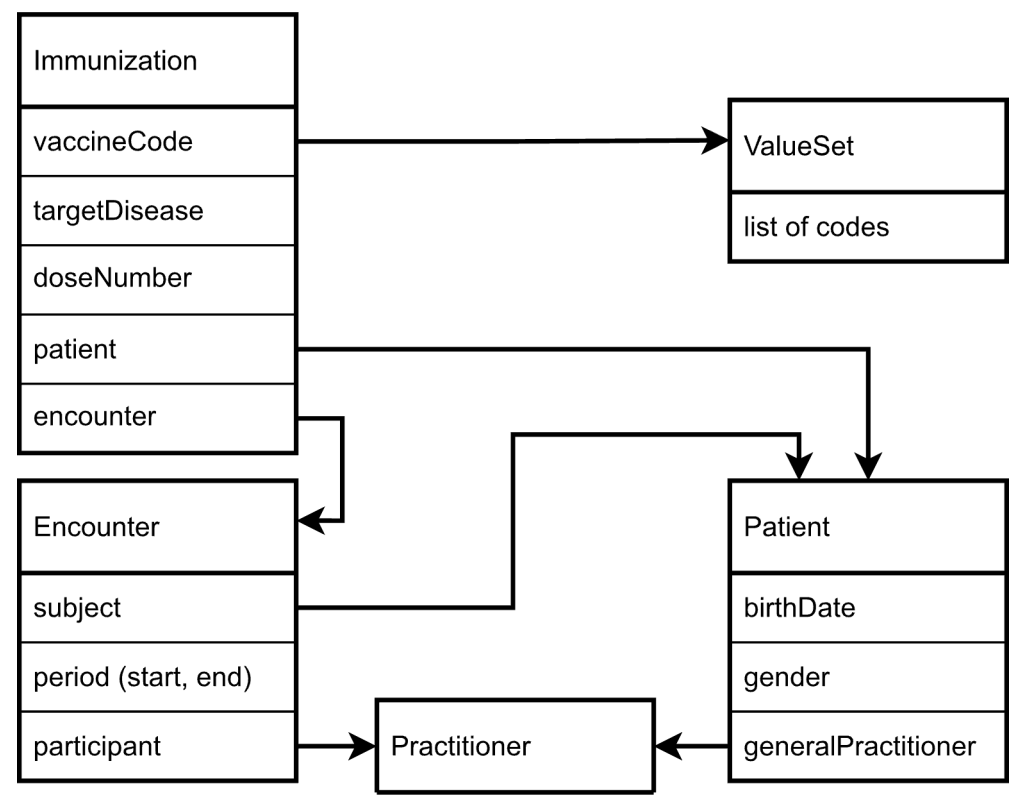 Immunization
vaccineCode
targetDisease
doseNumber
patient
encounter
ValueSet
list of codes
Encounter
subject
period (start, end)
participant
Practitioner
Patient
birthDate
gender
generalPractitioner